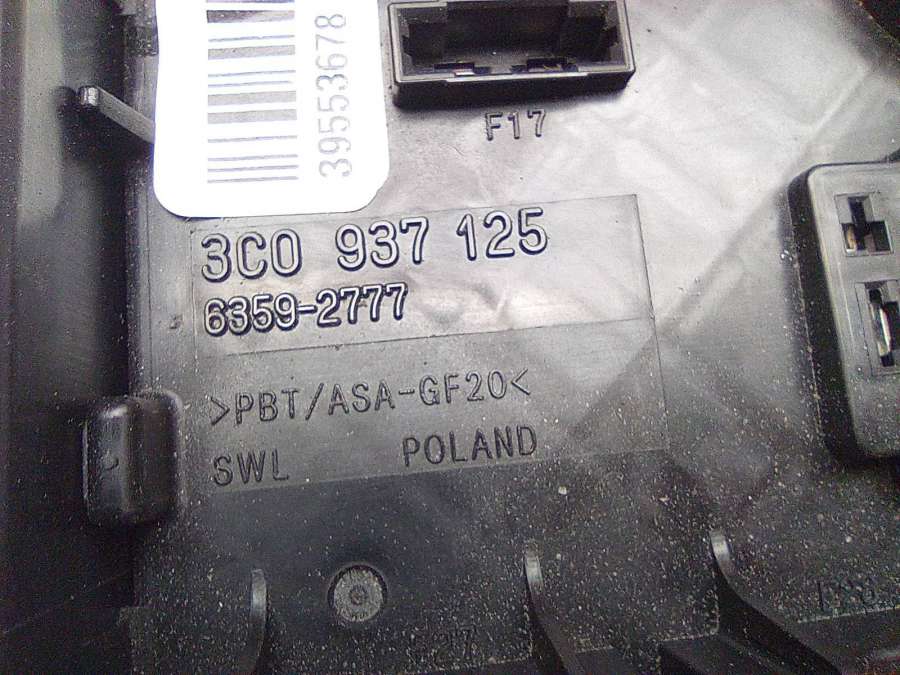 39553678
F17
3C0 937 125
6359-2777
>PBT/ASA-GF20<
SWL POLAND